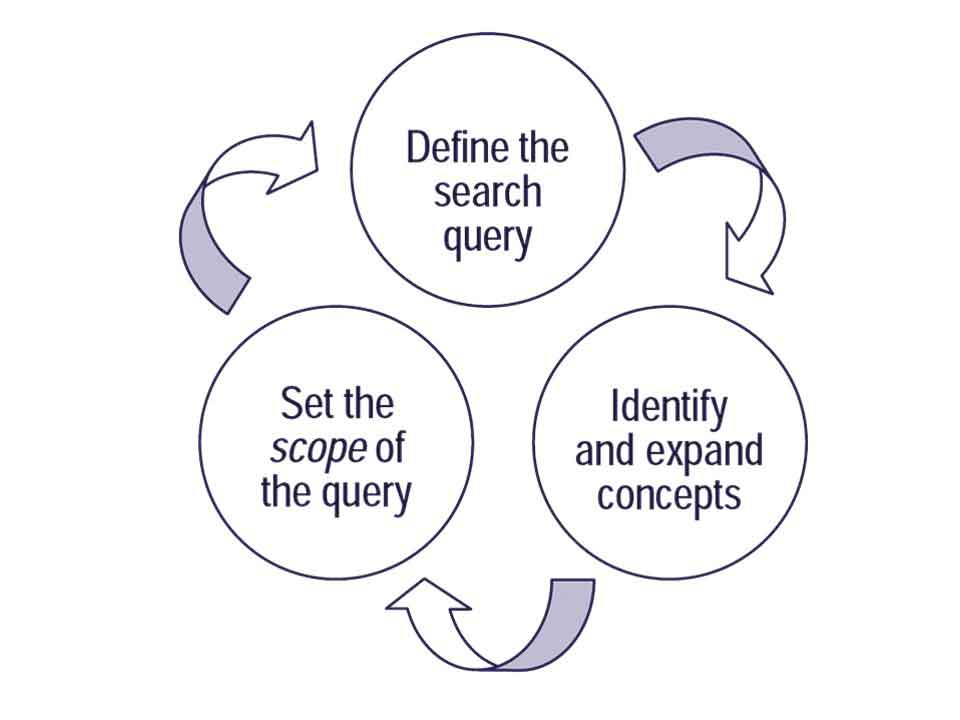 Define the
search
query
Identify
and expand
concepts
Set the
scope of
the query